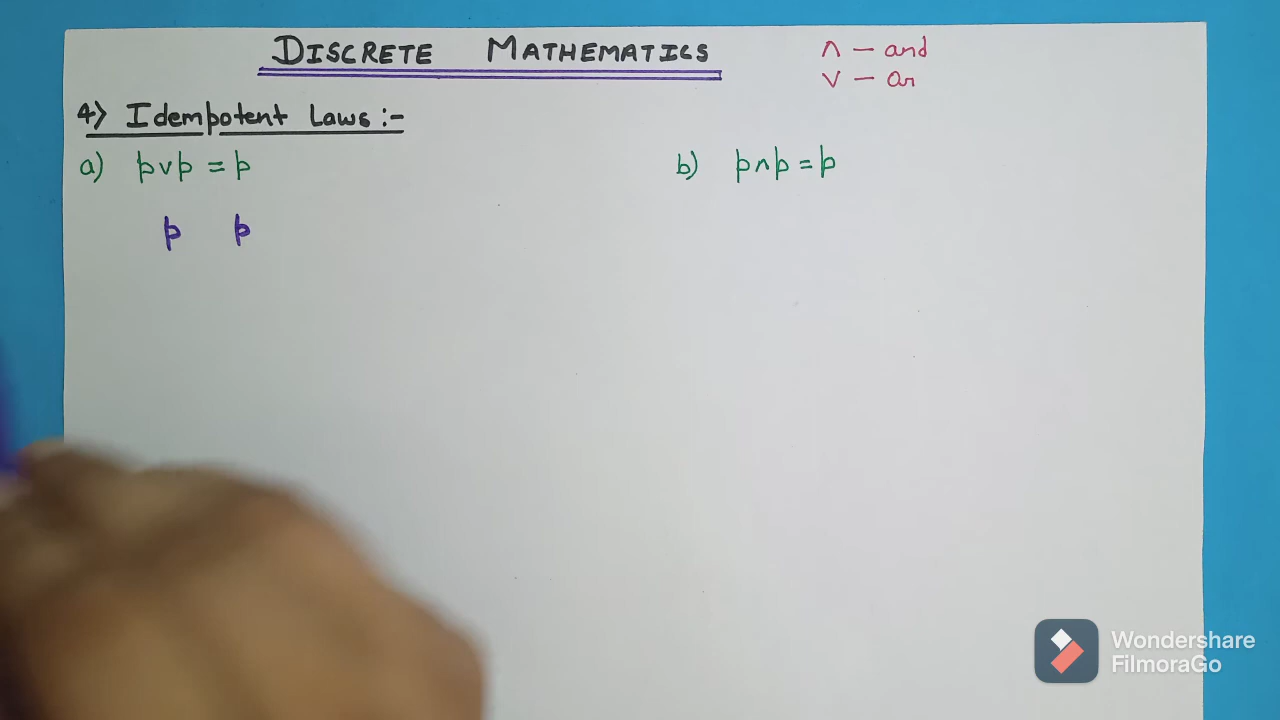 DISCRETE MATHEMATICS
∧ — and
∨ — or
4) Idempotent Laws :-
a) p∨p = p
b) p∧p = p
p p
Wondershare
FilmoraGo